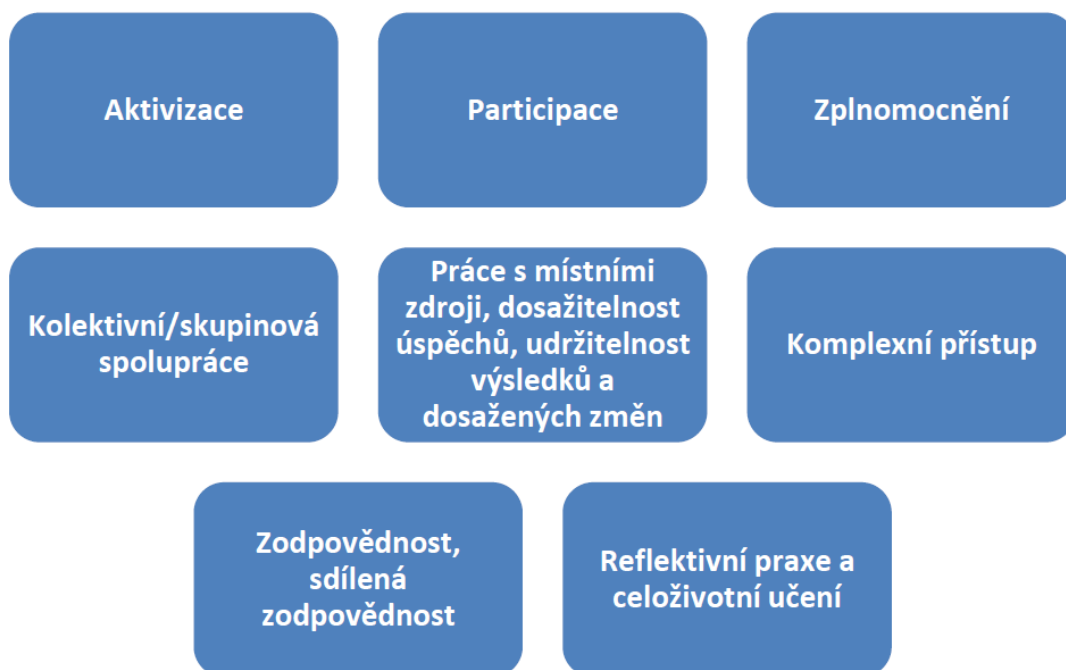 Aktivizace
Participace
Zplnomocnění
Kolektivní/skupinová
spolupráce
Práce s místními
zdroji, dosažitelnost
úspěchů, udržitelnost
výsledků a
dosažených změn
Komplexní přístup
Zodpovědnost,
sdílená
zodpovědnost
Reflektivní praxe a
celoživotní učení